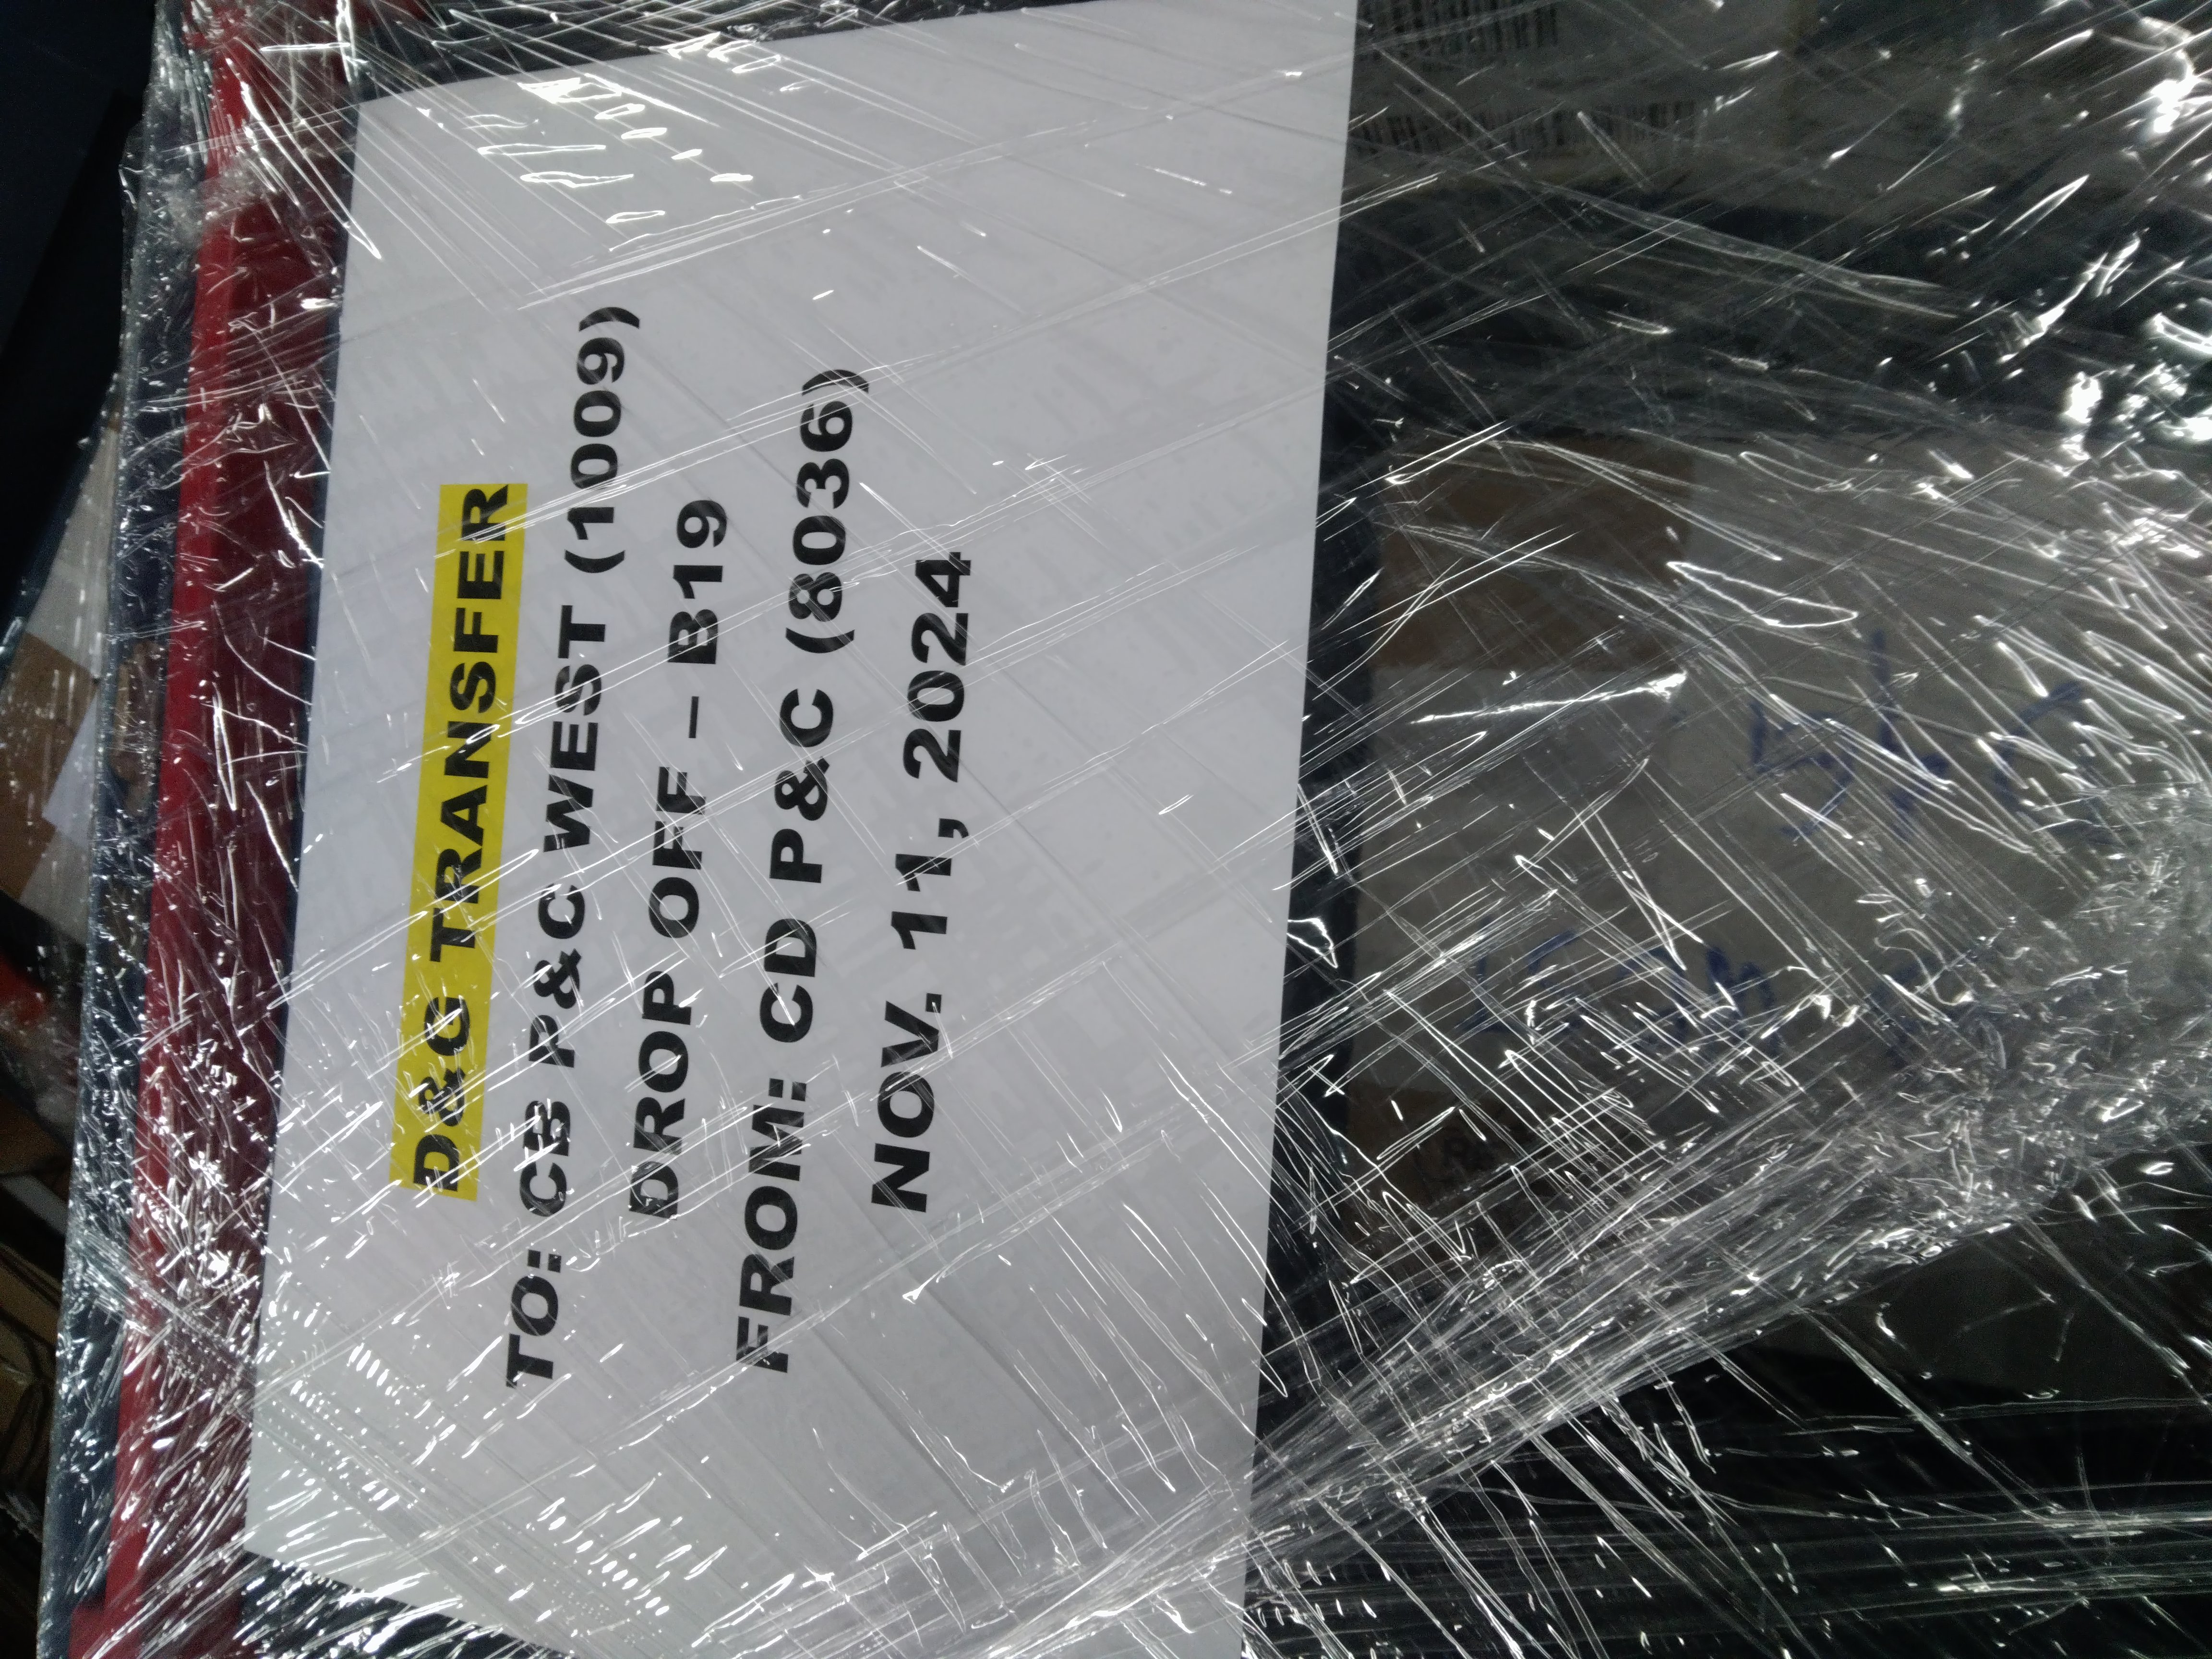 D&G TRANSFER
TO: CB P&C WEST (1009)
DROP OFF – B19
FROM: CD P&C (8036)
NOV. 11, 2024